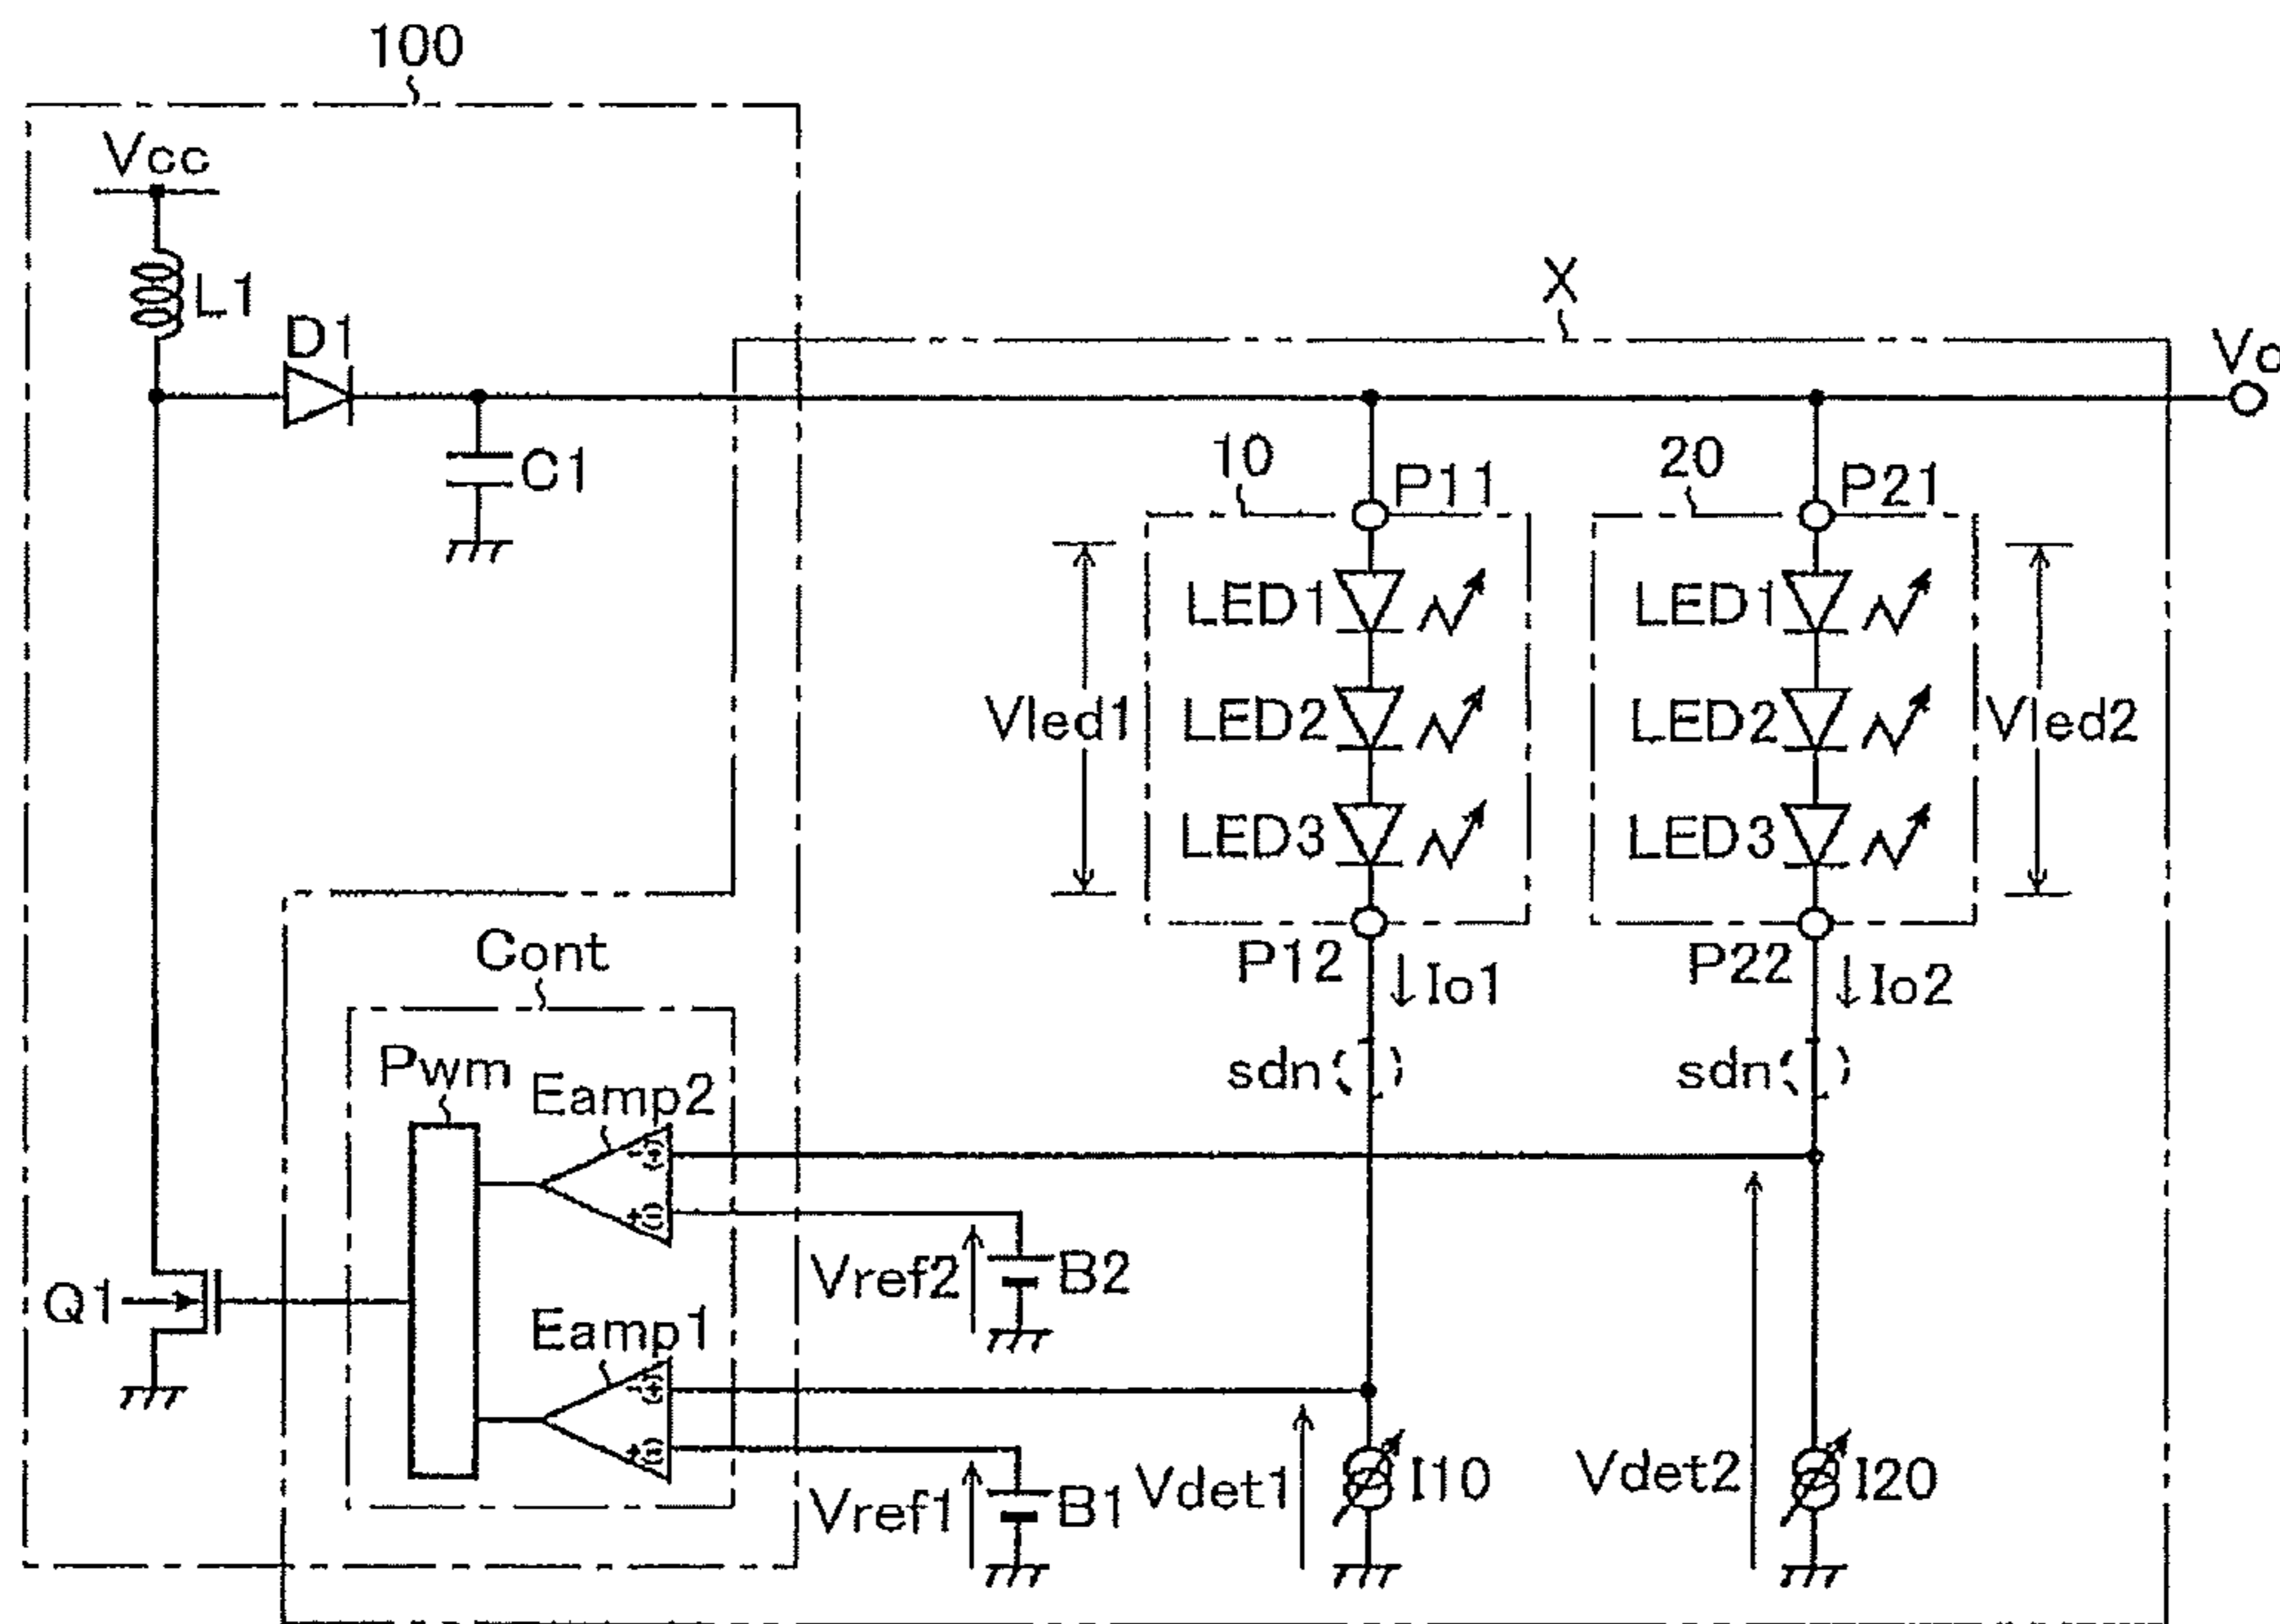 100
Vcc
L1
D1
C1
X
Vo
10
P11
20
P21
LED1
LED1
Vled1
LED2
LED2
Vled2
LED3
LED3
P12
Io1
P22
Io2
Cont
Pwm
Eamp2
sdn
sdn
- (+)
+ (-)
Vref2
B2
Q1
Eamp1
- (+)
+ (-)
Vref1
B1
Vdet1
I10
Vdet2
I20